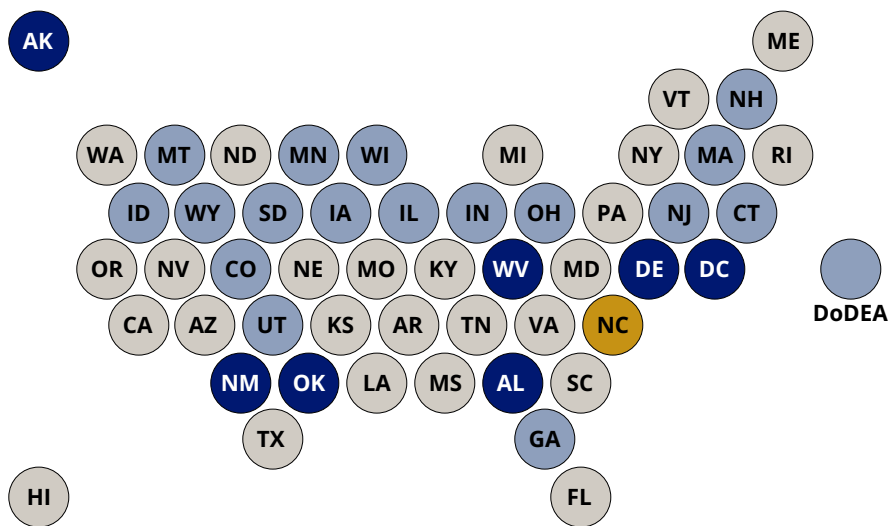 AK ME
VT NH
WA MT ND MN WI MI NY MA RI
ID WY SD IA IL IN OH PA NJ CT
OR NV CO NE MO KY WV MD DE DC
DoDEA
CA AZ UT KS AR TN VA NC
NM OK LA MS AL SC
TX GA
HI FL